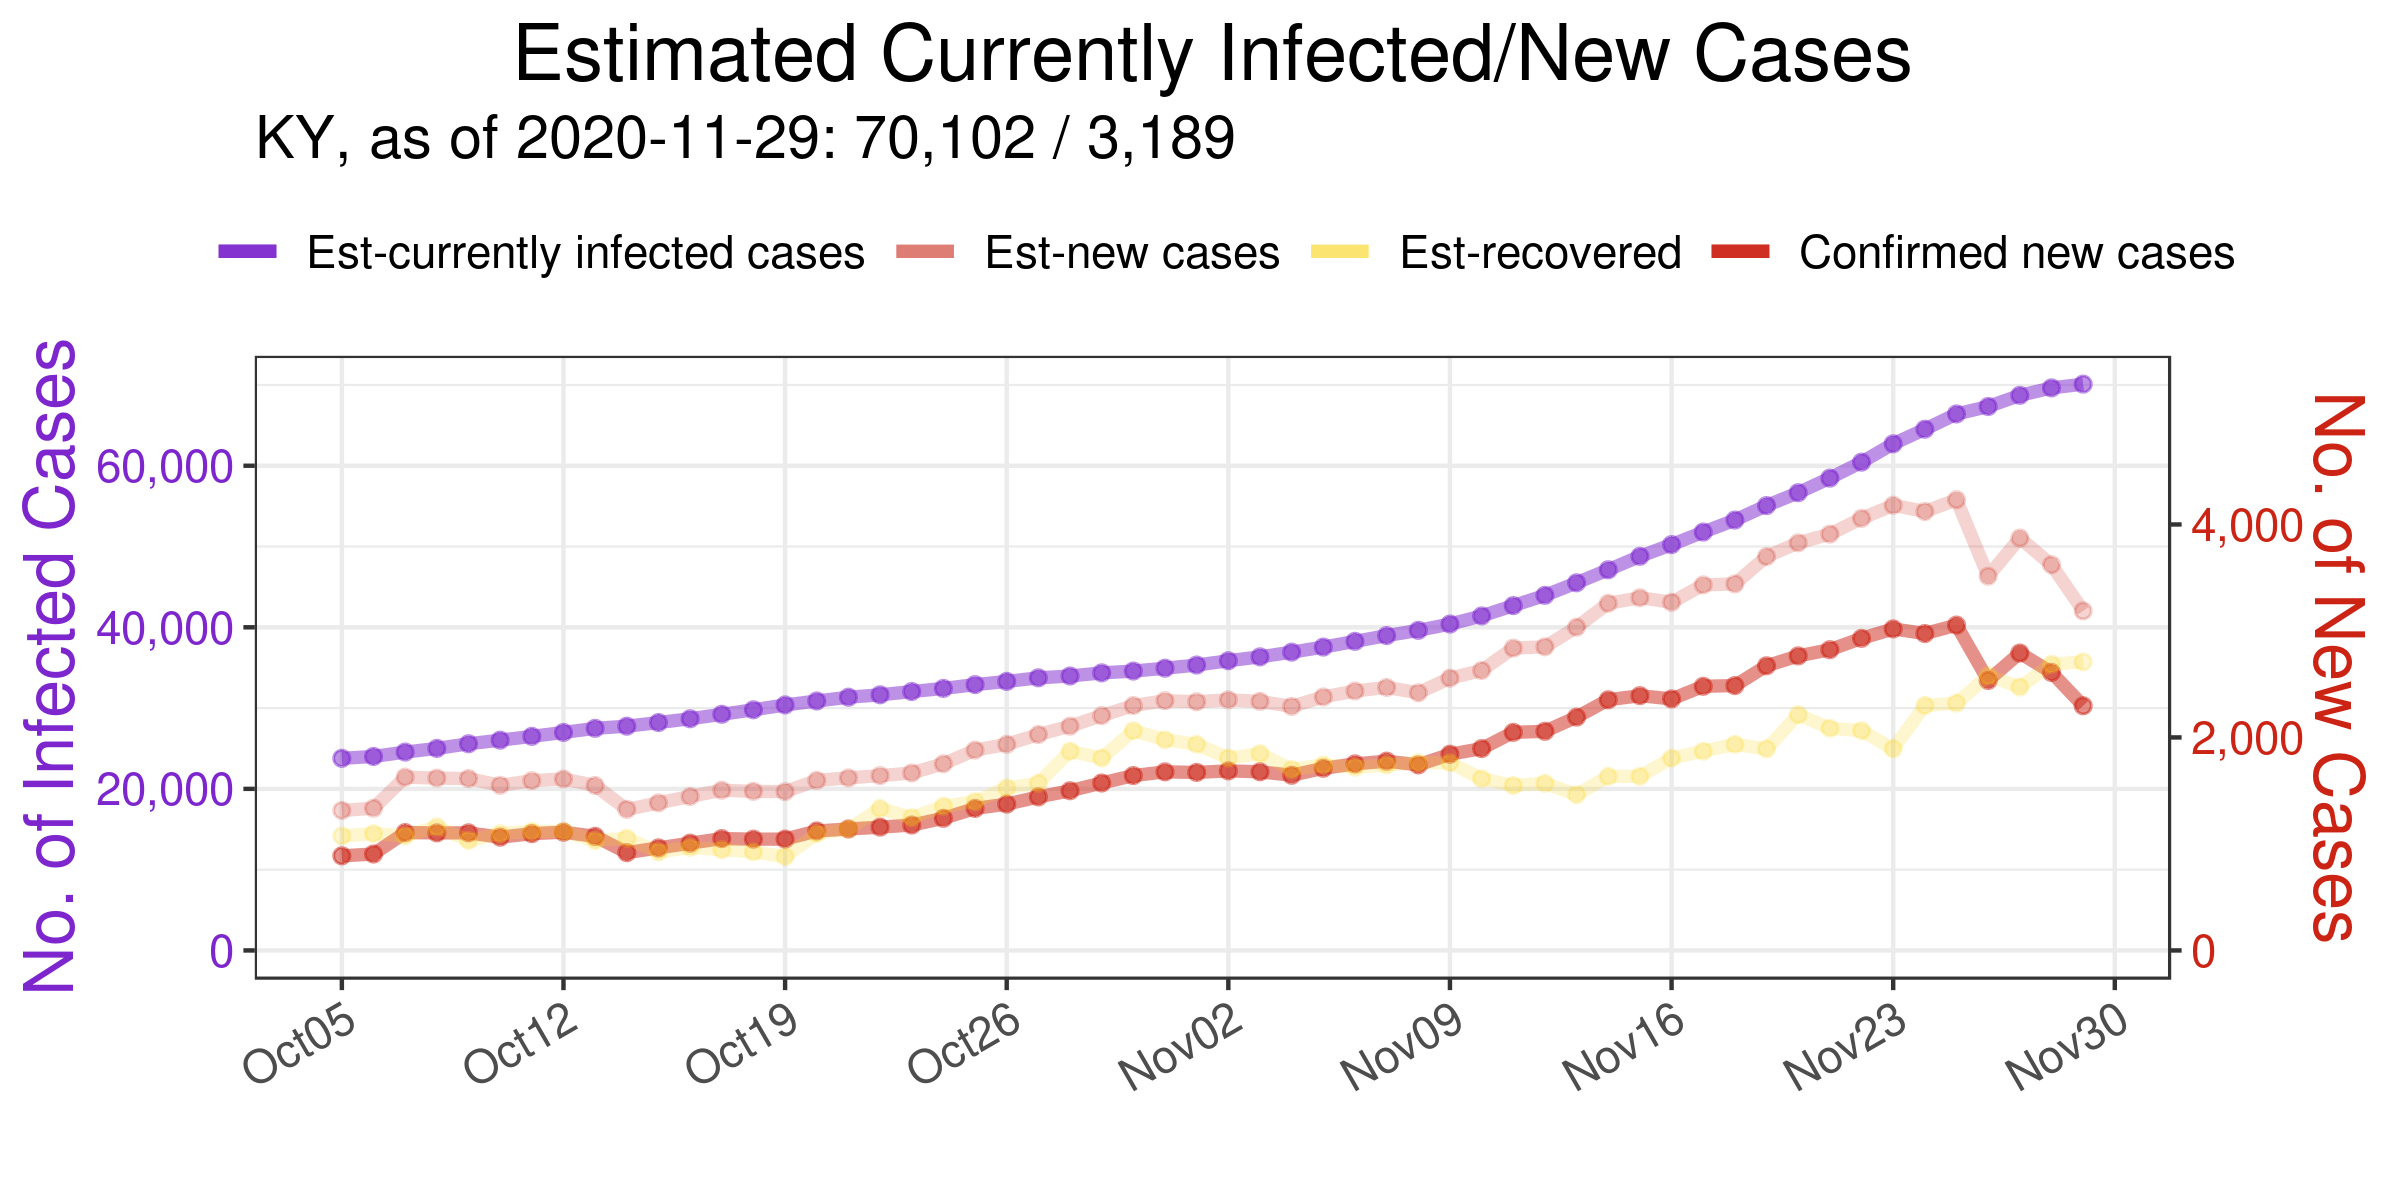 Estimated Currently Infected/New Cases
KY, as of 2020-11-29: 70,102 / 3,189
Est-currently infected cases Est-new cases Est-recovered Confirmed new cases
No. of Infected Cases
60,000
40,000
20,000
0
4,000
2,000
0
No. of New Cases
Oct05 Oct12 Oct19 Oct26 Nov02 Nov09 Nov16 Nov23 Nov30